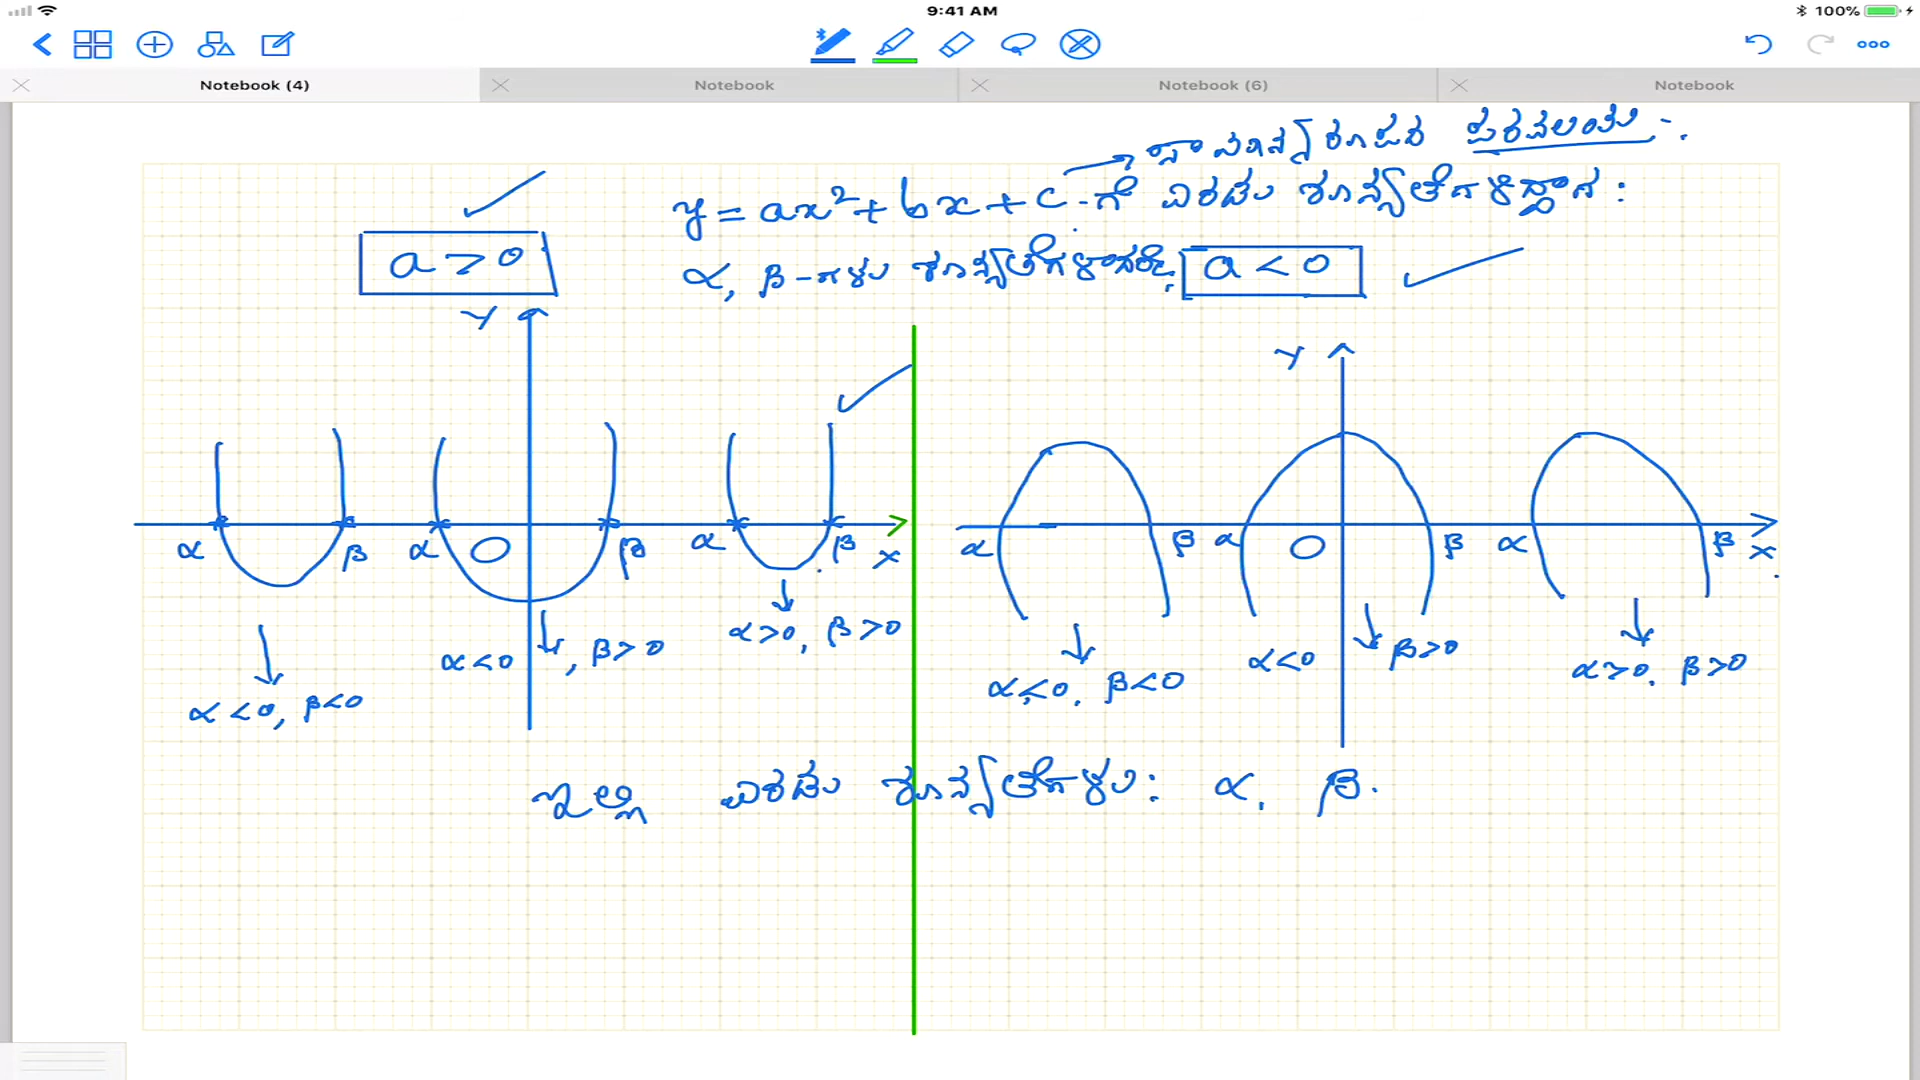 9:41 AM
100%
Notebook (4)
Notebook
Notebook (6)
Notebook
ಸಾಮಾನ್ಯ ರೂಪದ ಪರವಲಯ :-
y = ax² + bx + c - ಗೆ ಎರಡು ಶೂನ್ಯತೆಗಳಿದ್ದಾಗ :
a > 0
α, β - ಗಳು ಶೂನ್ಯತೆಗಳಾದರೆ,
a < 0
Y
Y
α β α O β α β X
α β α O β α β X
α < 0, β < 0
α < 0, β > 0
α > 0, β > 0
α < 0, β < 0
α < 0 β > 0
α > 0, β > 0
ಇಲ್ಲಿ ಎರಡು ಶೂನ್ಯತೆಗಳು : α, β.